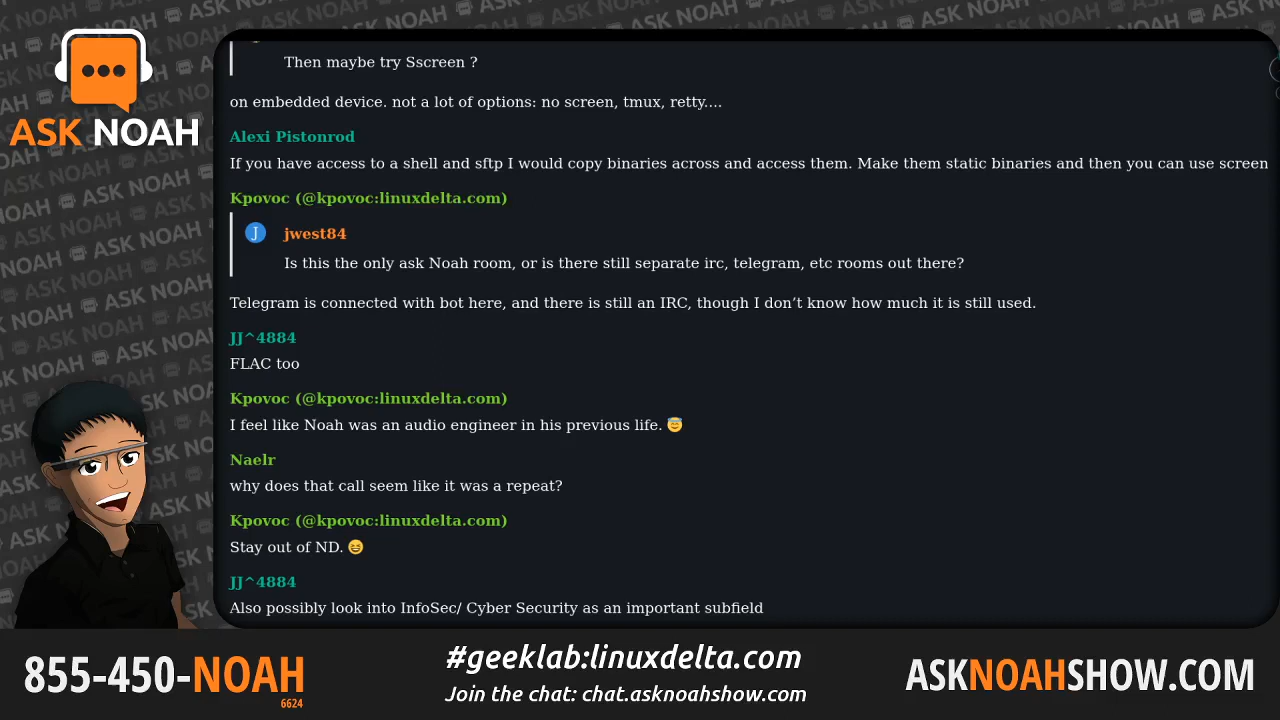 ASK NOAH
Then maybe try Sscreen ?
on embedded device. not a lot of options: no screen, tmux, retty....
Alexi Pistonrod
If you have access to a shell and sftp I would copy binaries across and access them. Make them static binaries and then you can use screen
Kpovoc (@kpovoc:linuxdelta.com)
J jwest84
Is this the only ask Noah room, or is there still separate irc, telegram, etc rooms out there?
Telegram is connected with bot here, and there is still an IRC, though I don’t know how much it is still used.
JJ^4884
FLAC too
Kpovoc (@kpovoc:linuxdelta.com)
I feel like Noah was an audio engineer in his previous life. 😇
Naelr
why does that call seem like it was a repeat?
Kpovoc (@kpovoc:linuxdelta.com)
Stay out of ND. 😆
JJ^4884
Also possibly look into InfoSec/ Cyber Security as an important subfield
855-450-NOAH
6624
#geeklab:linuxdelta.com
Join the chat: chat.asknoahshow.com
ASKNOAHSHOW.COM